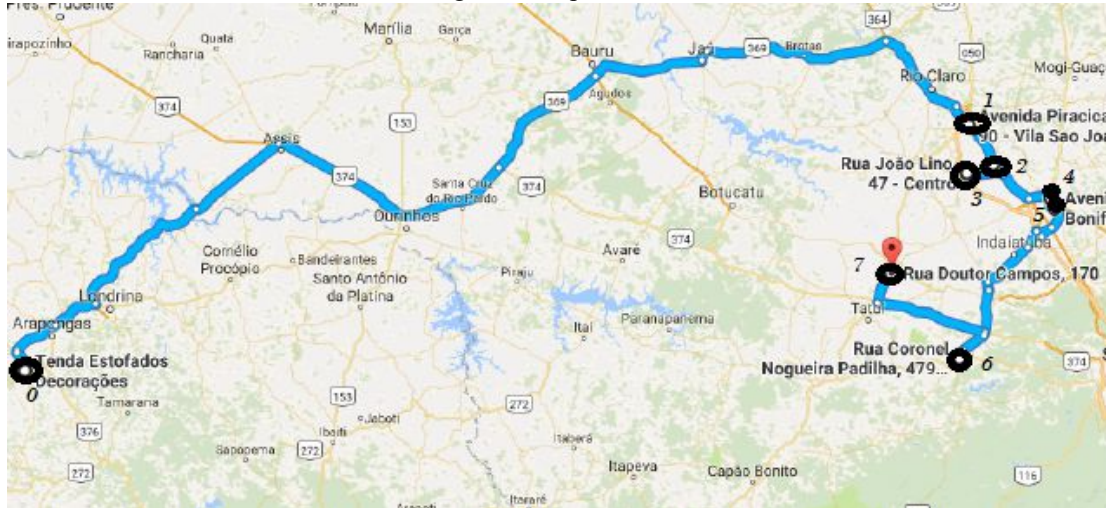 Pres. Prudente
364
Marília
Garça
Quatá
irapozinho
Rancharia
Bauru
Jaú
369
Brotas
050
Mogi-Guaç
Rio Claro
374
Agudos
369
153
1
Avenida Piracica
90 - Vila Sao Joa
Assis
Rua João Lino
47 - Centro
2
3
4
374
Santa Cruz
do Rio Pardo
374
Botucatu
Aveni
Bonif
5
Ourinhos
Indaiatuba
Cornélio
Procópio
Bandeirantes
Avaré
374
Santo Antônio
da Platina
Piraju
7
Rua Doutor Campos, 170
Londrina
Tatuí
Arapongas
Itaí
Paranapanema
Tenda Estofados
Decorações
0
Rua Coronel
Nogueira Padilha, 479...
6
374
Tamarana
153
272
Jaboti
376
Ibaiti
Sapopema
272
Itaberá
272
Itapeva
Capão Bonito
116
Itararé